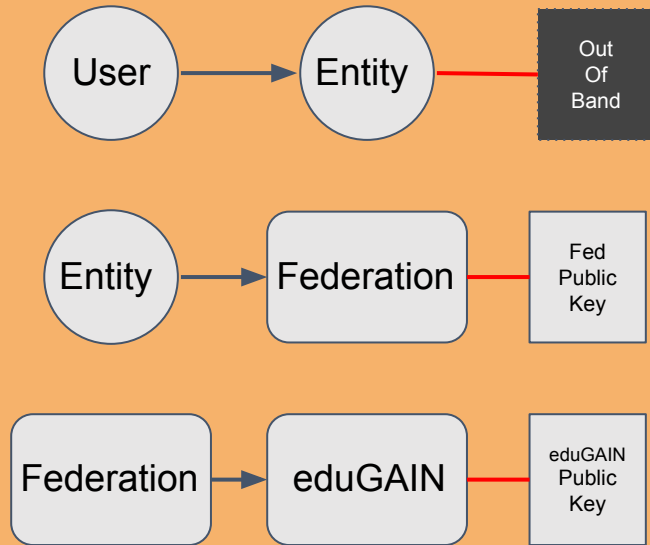 User
Entity
Out
Of
Band
Entity
Federation
Fed
Public
Key
Federation
eduGAIN
eduGAIN
Public
Key